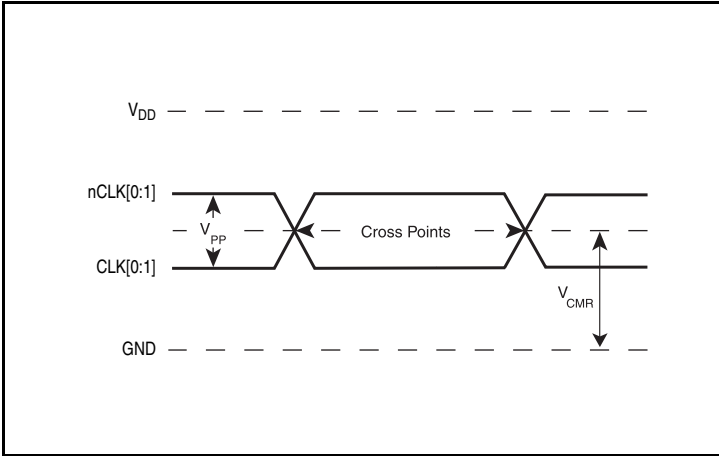 VDD
nCLK[0:1]
VPP
Cross Points
CLK[0:1]
VCMR
GND